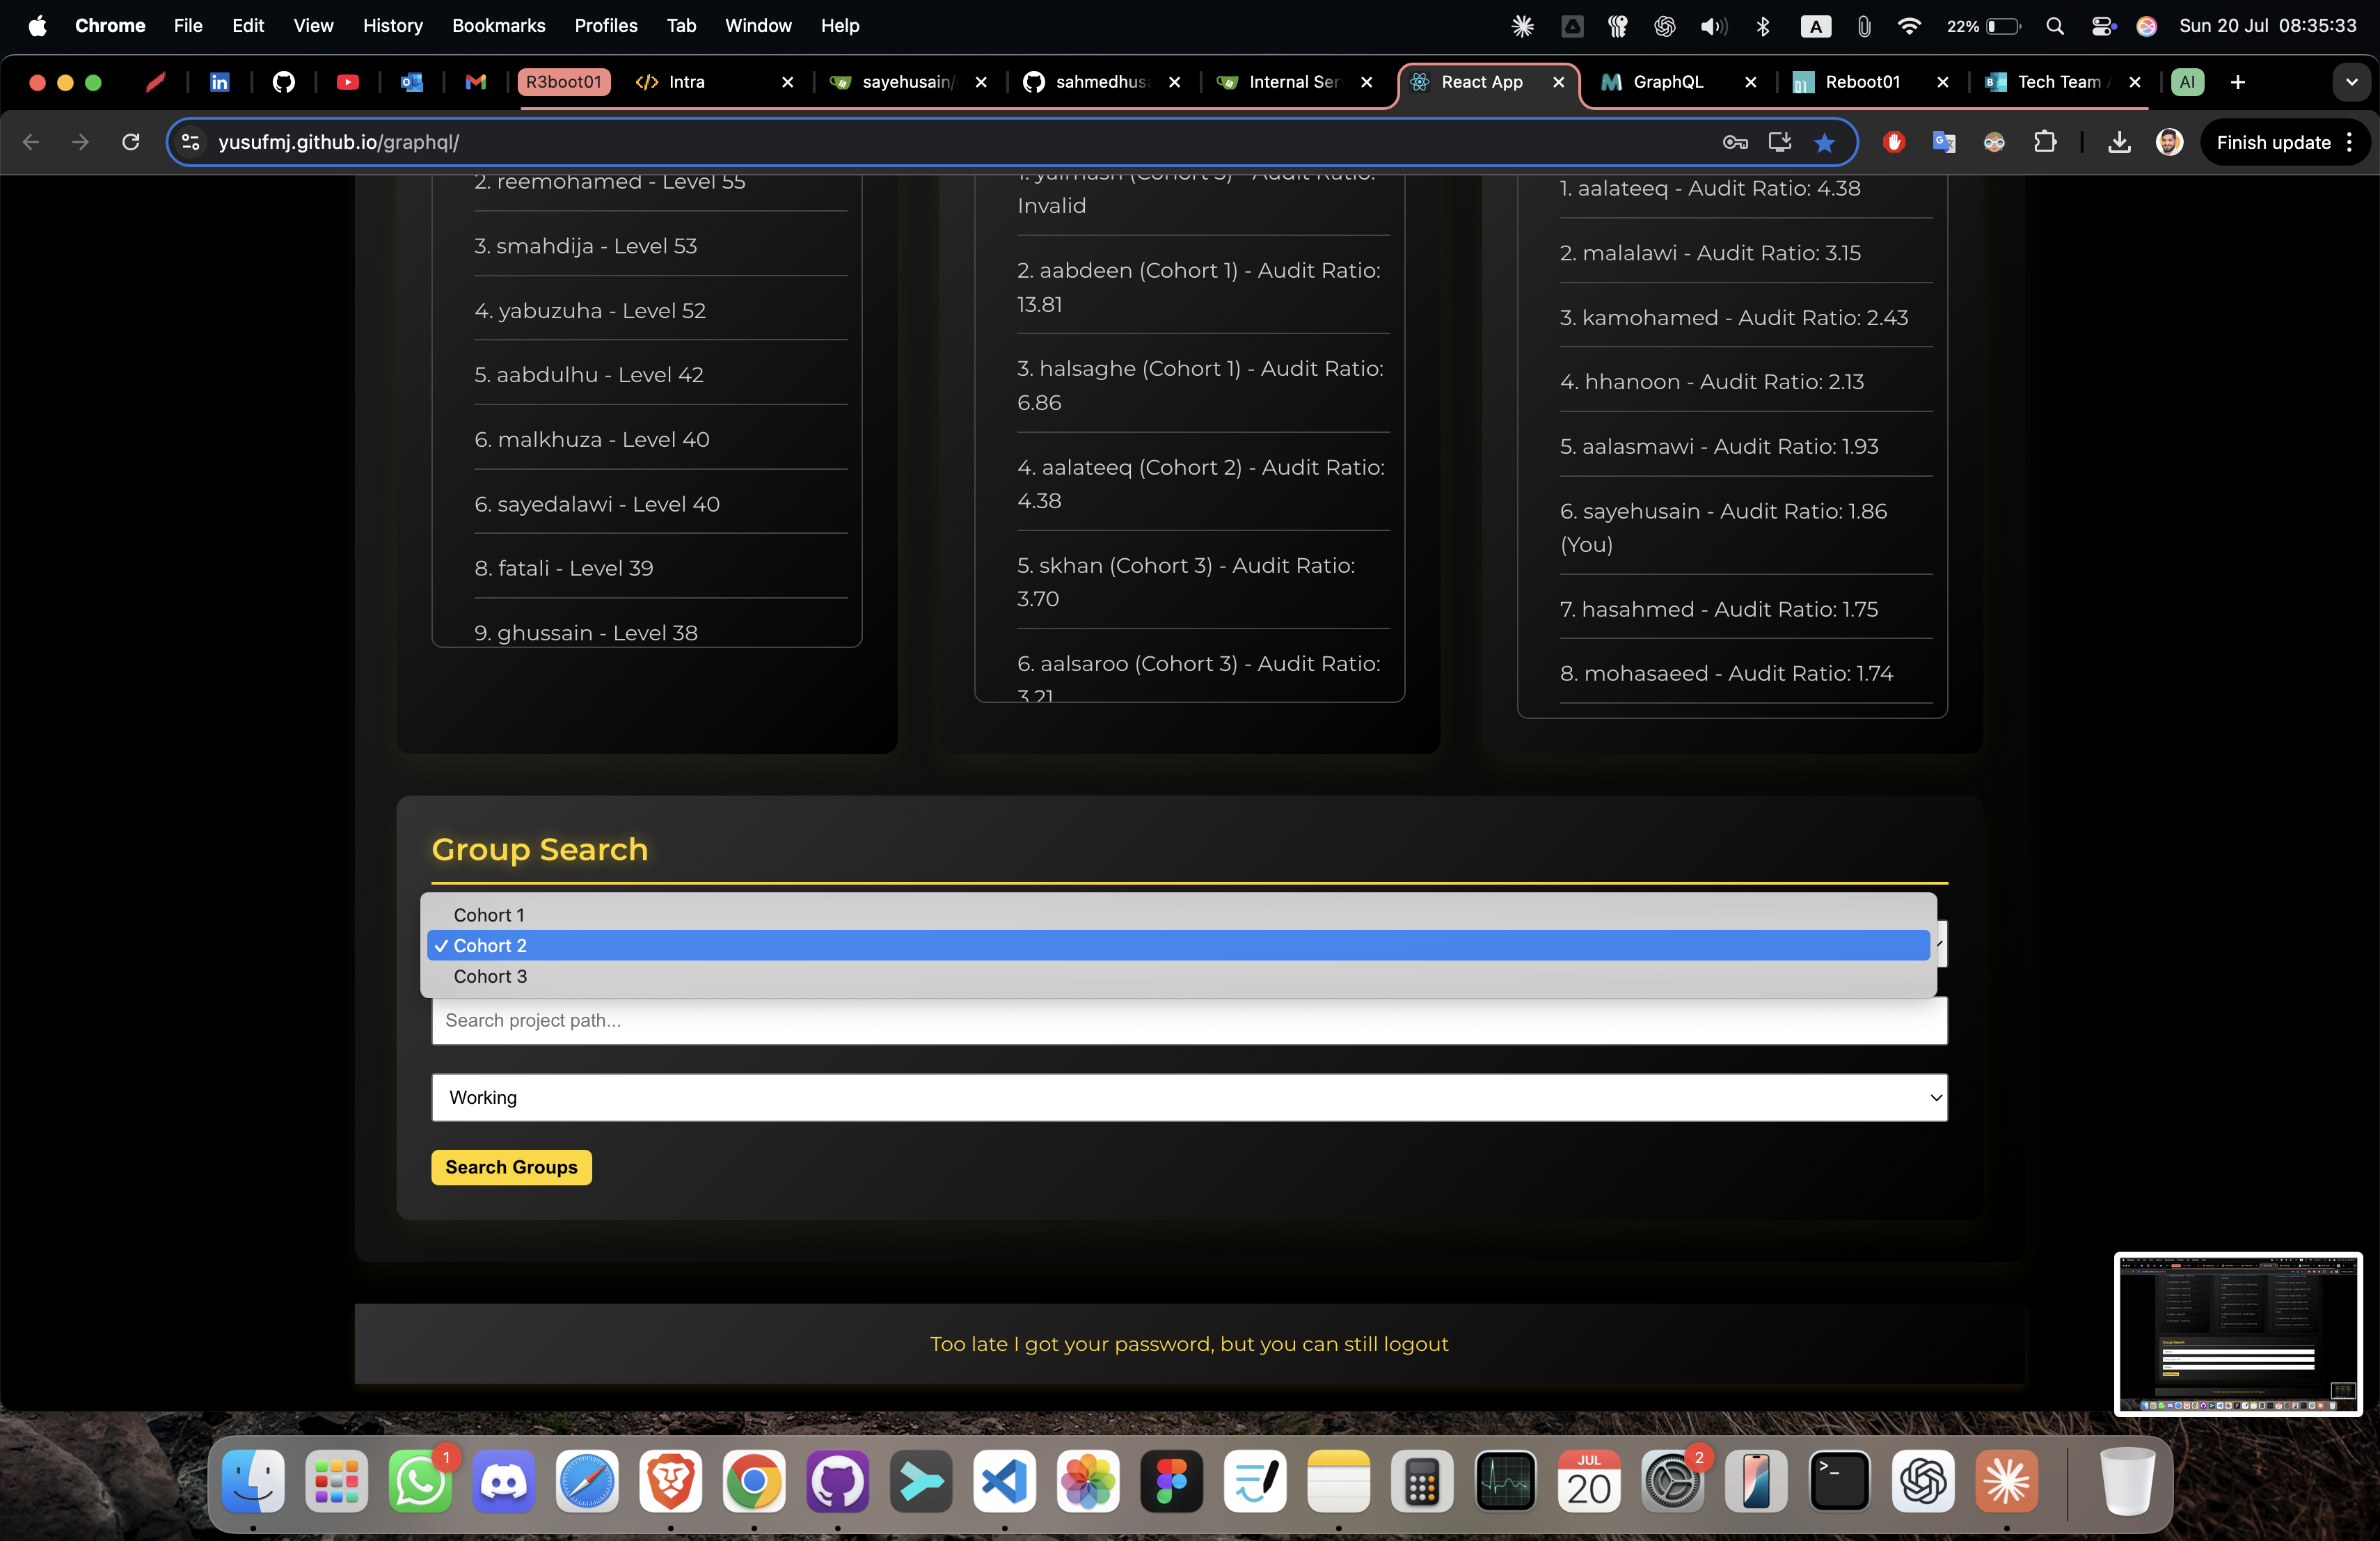 Chrome File Edit View History Bookmarks Profiles Tab Window Help
A 22% Sun 20 Jul 08:35:33
R3boot01 Intra sayehusain/ sahmedhusa Internal Ser React App GraphQL Reboot01 Tech Team AI
yusufmj.github.io/graphql/
Finish update
2. reemohamed - Level 55
3. smahdija - Level 53
4. yabuzuha - Level 52
5. aabdulhu - Level 42
6. malkhuza - Level 40
6. sayedalawi - Level 40
8. fatali - Level 39
9. ghussain - Level 38
1. yalmash (Cohort 3) - Audit Ratio:
Invalid
2. aabdeen (Cohort 1) - Audit Ratio:
13.81
3. halsaghe (Cohort 1) - Audit Ratio:
6.86
4. aalateeq (Cohort 2) - Audit Ratio:
4.38
5. skhan (Cohort 3) - Audit Ratio:
3.70
6. aalsaroo (Cohort 3) - Audit Ratio:
3.21
1. aalateeq - Audit Ratio: 4.38
2. malalawi - Audit Ratio: 3.15
3. kamohamed - Audit Ratio: 2.43
4. hhanoon - Audit Ratio: 2.13
5. aalasmawi - Audit Ratio: 1.93
6. sayehusain - Audit Ratio: 1.86
(You)
7. hasahmed - Audit Ratio: 1.75
8. mohasaeed - Audit Ratio: 1.74
Group Search
Cohort 1
✓ Cohort 2
Cohort 3
Search project path...
Working
Search Groups
Too late I got your password, but you can still logout
1
JUL
20
2